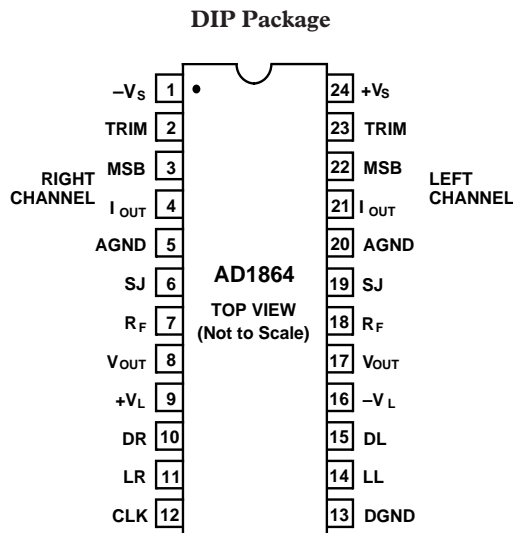 DIP Package
–VS 1 24 +VS
TRIM 2 23 TRIM
MSB 3 22 MSB
RIGHT CHANNEL
LEFT CHANNEL
IOUT 4 21 IOUT
AGND 5 20 AGND
AD1864
SJ 6 19 SJ
TOP VIEW
(Not to Scale)
RF 7 18 RF
VOUT 8 17 VOUT
+VL 9 16 –VL
DR 10 15 DL
LR 11 14 LL
CLK 12 13 DGND